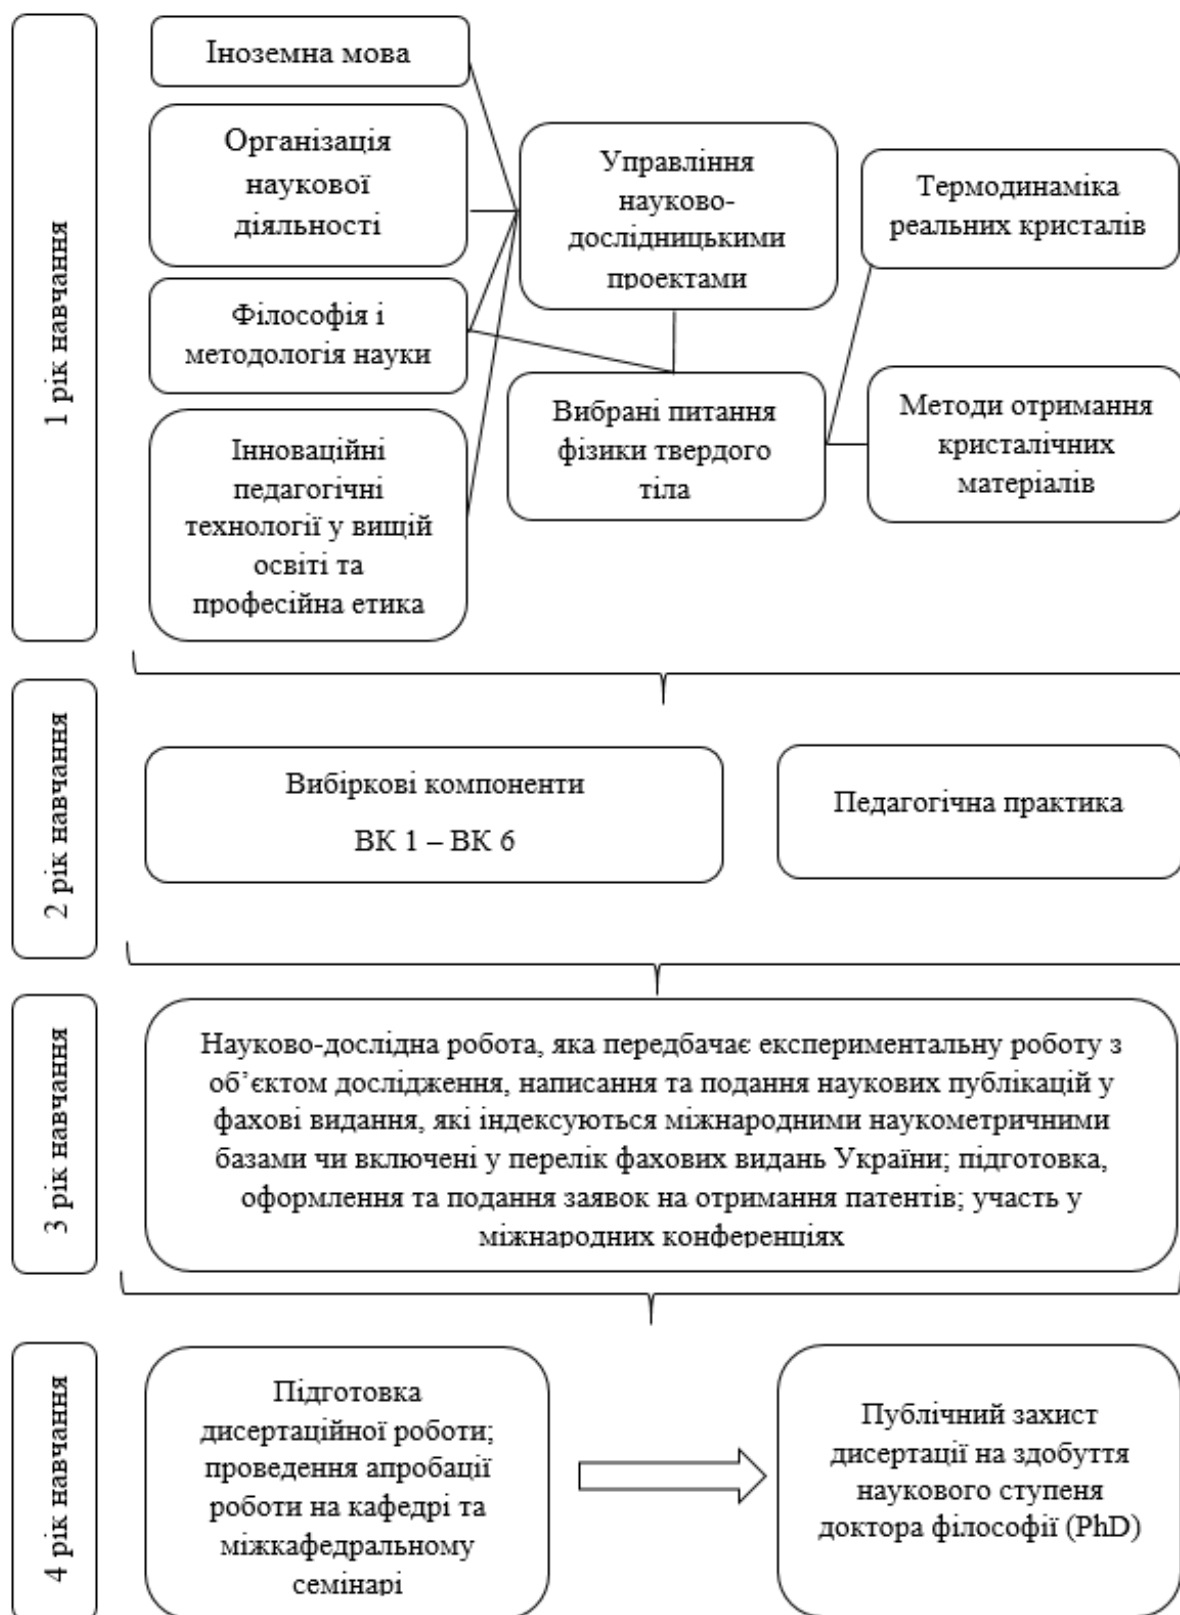 1 рік навчання
Іноземна мова
Організація
наукової
діяльності
Філософія і
методологія науки
Інноваційні
педагогічні
технології у вищій
освіті та
професійна етика
Управління
науково-
дослідницькими
проектами
Вибрані питання
фізики твердого
тіла
Термодинаміка
реальних кристалів
Методи отримання
кристалічних
матеріалів
2 рік навчання
Вибіркові компоненти
ВК 1 – ВК 6
Педагогічна практика
3 рік навчання
Науково-дослідна робота, яка передбачає експериментальну роботу з
об’єктом дослідження, написання та подання наукових публікацій у
фахові видання, які індексуються міжнародними наукометричними
базами чи включені у перелік фахових видань України; підготовка,
оформлення та подання заявок на отримання патентів; участь у
міжнародних конференціях
4 рік навчання
Підготовка
дисертаційної роботи;
проведення апробації
роботи на кафедрі та
міжкафедральному
семінарі
Публічний захист
дисертації на здобуття
наукового ступеня
доктора філософії (PhD)